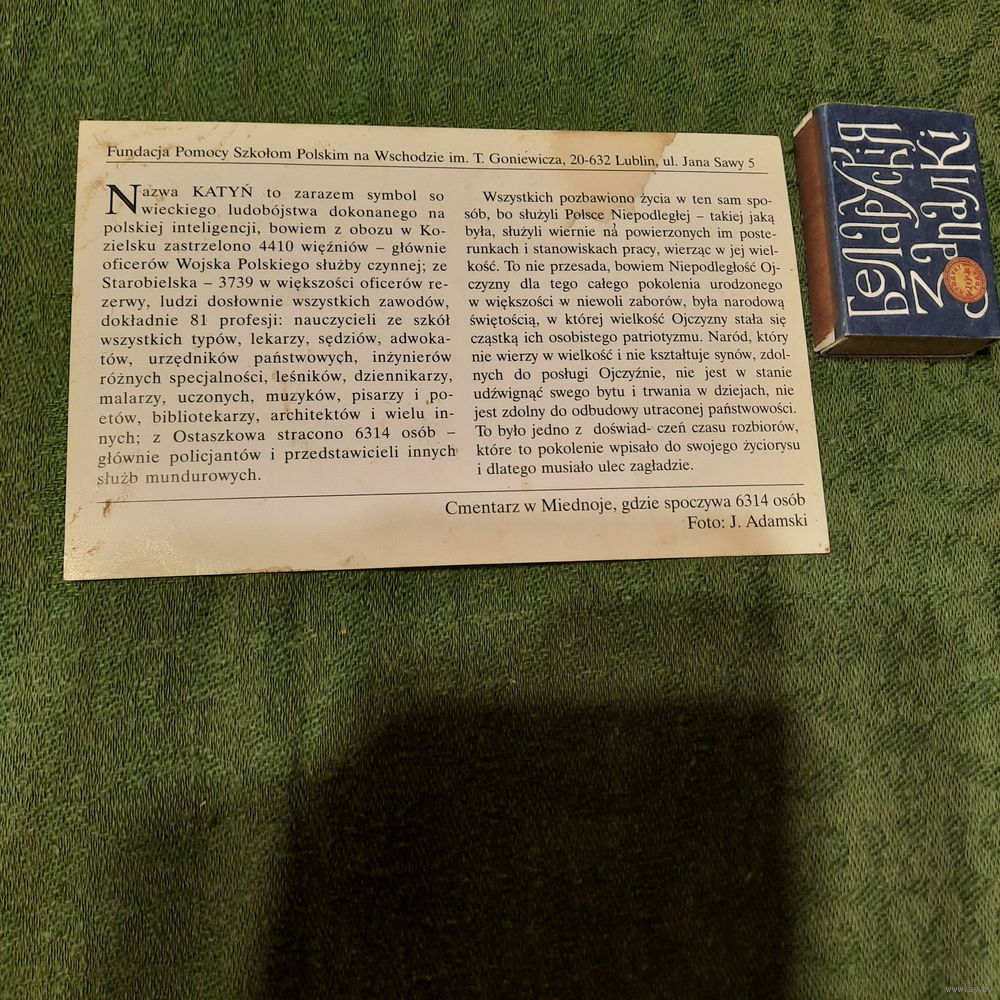 Fundacja Pomocy Szkołom Polskim na Wschodzie im. T. Goniewicza, 20-632 Lublin, ul. Jana Sawy 5
Nazwa KATYŃ to zarazem symbol so
wieckiego ludobójstwa dokonanego na
polskiej inteligencji, bowiem z obozu w Ko-
zielsku zastrzelono 4410 więźniów – głównie
oficerów Wojska Polskiego służby czynnej; ze
Starobielska – 3739 w większości oficerów re-
zerwy, ludzi dosłownie wszystkich zawodów,
dokładnie 81 profesji: nauczycieli ze szkół
wszystkich typów, lekarzy, sędziów, adwoka-
tów, urzędników państwowych, inżynierów
różnych specjalności, leśników, dziennikarzy,
malarzy, uczonych, muzyków, pisarzy i po-
etów, bibliotekarzy, architektów i wielu in-
nych; z Ostaszkowa stracono 6314 osób –
głównie policjantów i przedstawicieli innych
służb mundurowych.
Wszystkich pozbawiono życia w ten sam spo-
sób, bo służyli Polsce Niepodległej – takiej jaką
była, służyli wiernie na powierzonych im poste-
runkach i stanowiskach pracy, wierząc w jej wiel-
kość. To nie przesada, bowiem Niepodległość Oj-
czyzny dla tego całego pokolenia urodzonego
w większości w niewoli zaborów, była narodową
świętością, w której wielkość Ojczyzny stała się
cząstką ich osobistego patriotyzmu. Naród, który
nie wierzy w wielkość i nie kształtuje synów, zdol-
nych do posługi Ojczyźnie, nie jest w stanie
udźwignąć swego bytu i trwania w dziejach, nie
jest zdolny do odbudowy utraconej państwowości.
To było jedno z doświad- czeń czasu rozbiorów,
które to pokolenie wpisało do swojego życiorysu
i dlatego musiało ulec zagładzie.
Cmentarz w Miednoje, gdzie spoczywa 6314 osób
Foto: J. Adamski
БеЛарускія
Zапалкі
www.ay.by